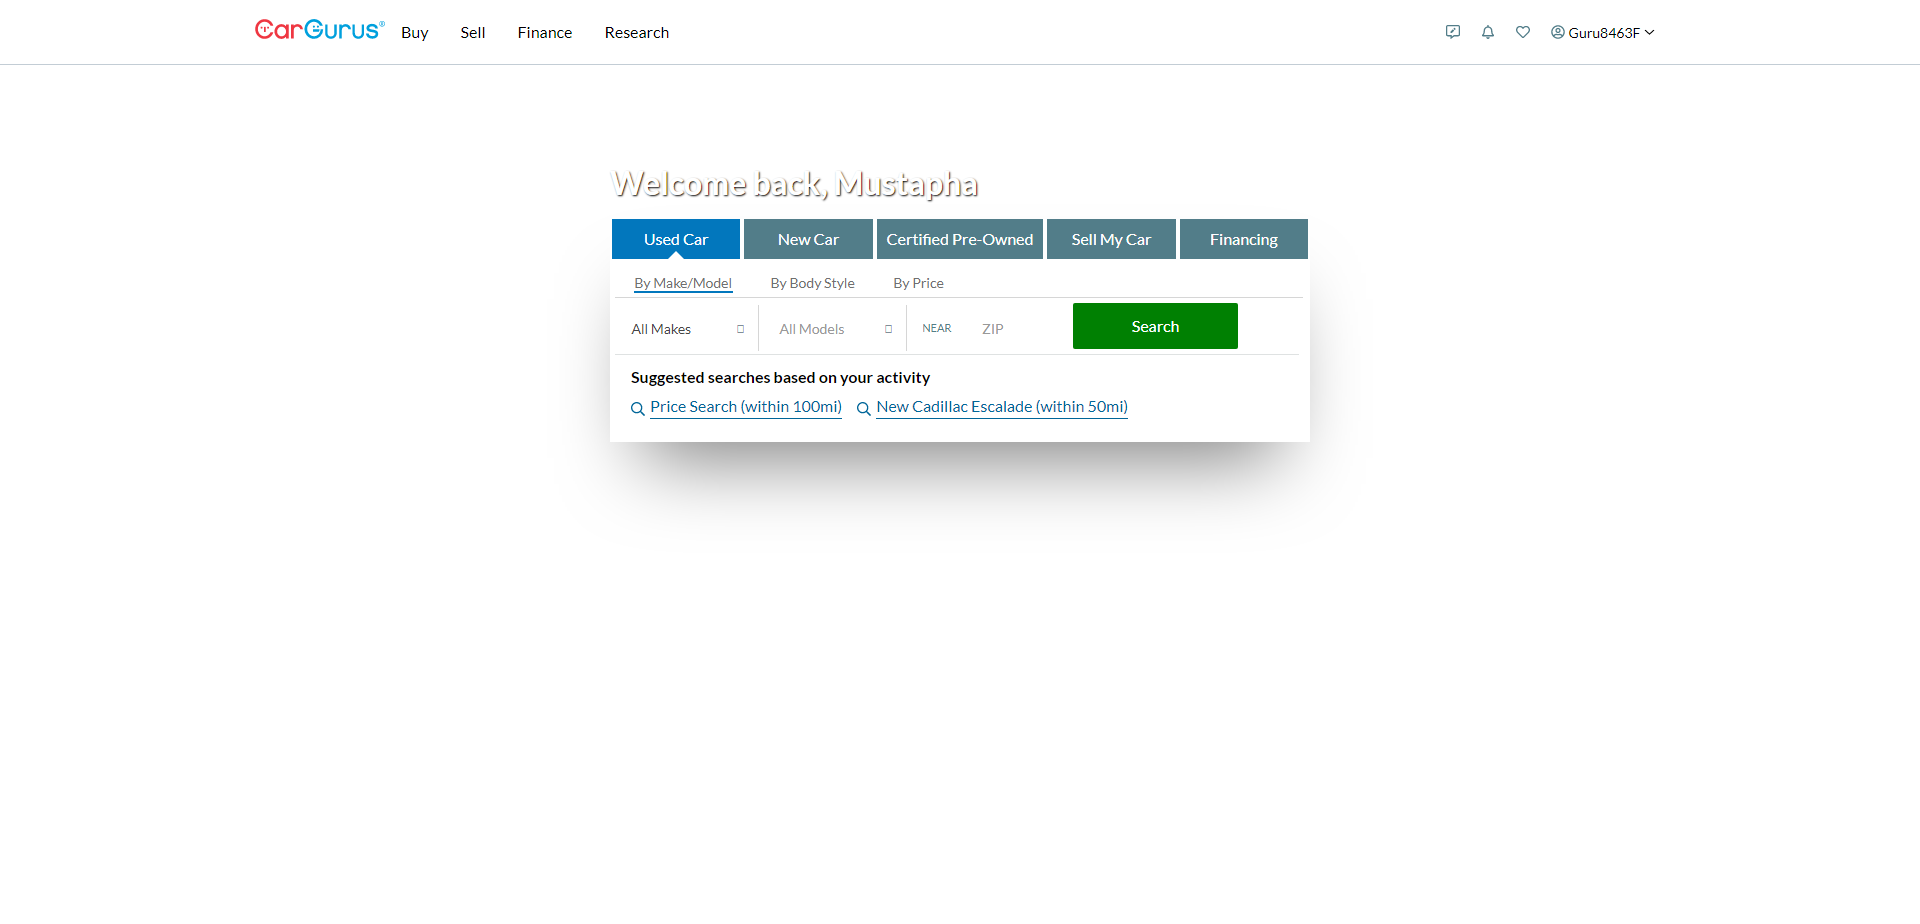 CarGurus® Buy Sell Finance Research Guru8463F
Welcome back, Mustapha
Used Car New Car Certified Pre-Owned Sell My Car Financing
By Make/Model By Body Style By Price
All Makes All Models NEAR ZIP Search
Suggested searches based on your activity
Price Search (within 100mi) New Cadillac Escalade (within 50mi)